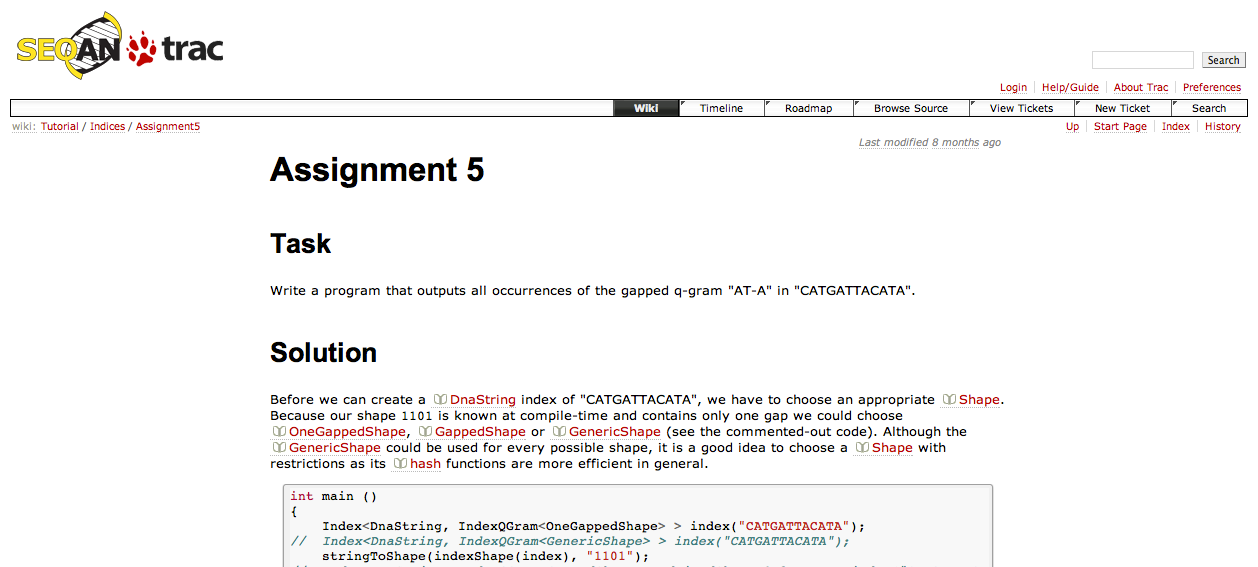 SEQAN trac
Search
Login Help/Guide About Trac Preferences
Wiki Timeline Roadmap Browse Source View Tickets New Ticket Search
wiki: Tutorial / Indices / Assignment5 Up Start Page Index History
Last modified 8 months ago
Assignment 5
Task
Write a program that outputs all occurrences of the gapped q-gram "AT-A" in "CATGATTACATA".
Solution
Before we can create a DnaString index of "CATGATTACATA", we have to choose an appropriate Shape.
Because our shape 1101 is known at compile-time and contains only one gap we could choose
OneGappedShape, GappedShape or GenericShape (see the commented-out code). Although the
GenericShape could be used for every possible shape, it is a good idea to choose a Shape with
restrictions as its hash functions are more efficient in general.
int main ()
{
    Index<DnaString, IndexQGram<OneGappedShape> > index("CATGATTACATA");
//  Index<DnaString, IndexQGram<GenericShape> > index("CATGATTACATA");
    stringToShape(indexShape(index), "1101");